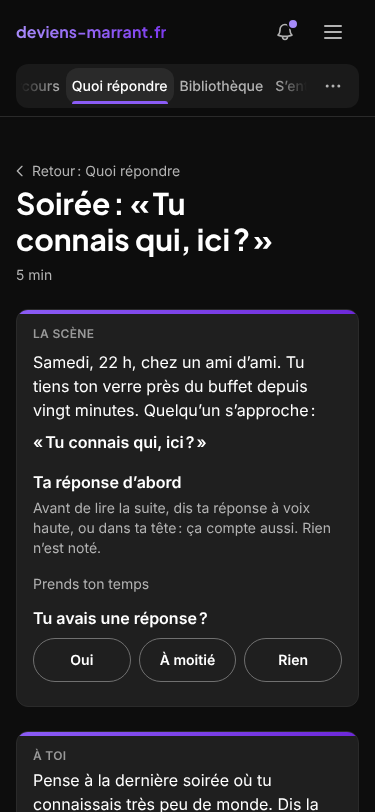 deviens-marrant.fr
cours Quoi répondre Bibliothèque S'en
Retour : Quoi répondre
Soirée : « Tu
connais qui, ici ? »
5 min
LA SCÈNE
Samedi, 22 h, chez un ami d'ami. Tu
tiens ton verre près du buffet depuis
vingt minutes. Quelqu'un s'approche :
« Tu connais qui, ici ? »
Ta réponse d'abord
Avant de lire la suite, dis ta réponse à voix
haute, ou dans ta tête : ça compte aussi. Rien
n'est noté.
Prends ton temps
Tu avais une réponse ?
Oui À moitié Rien
À TOI
Pense à la dernière soirée où tu
connaissais très peu de monde. Dis la